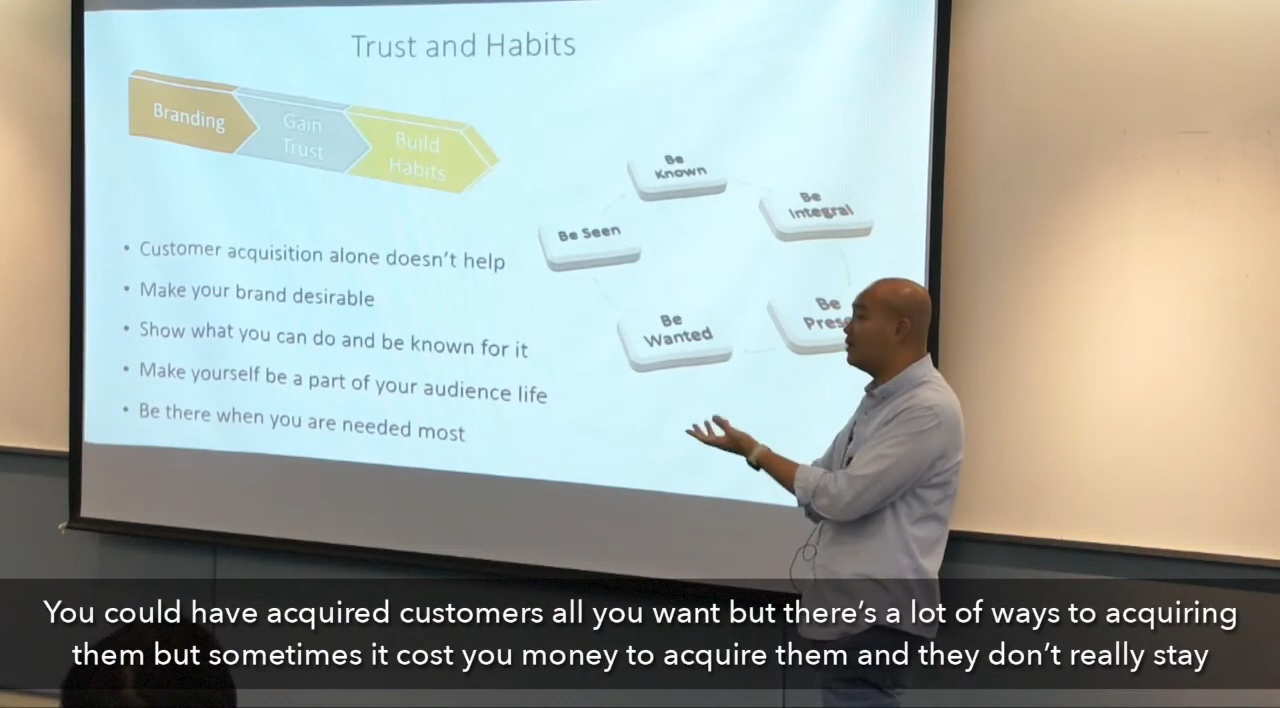 Trust and Habits
Branding
Gain
Trust
Build
Habits
Be
Known
Be
Integral
Be Seen
Be
Wanted
Be
• Customer acquisition alone doesn't help
• Make your brand desirable
• Show what you can do and be known for it
• Make yourself be a part of your audience life
• Be there when you are needed most
You could have acquired customers all you want but there's a lot of ways to acquiring
them but sometimes it cost you money to acquire them and they don't really stay